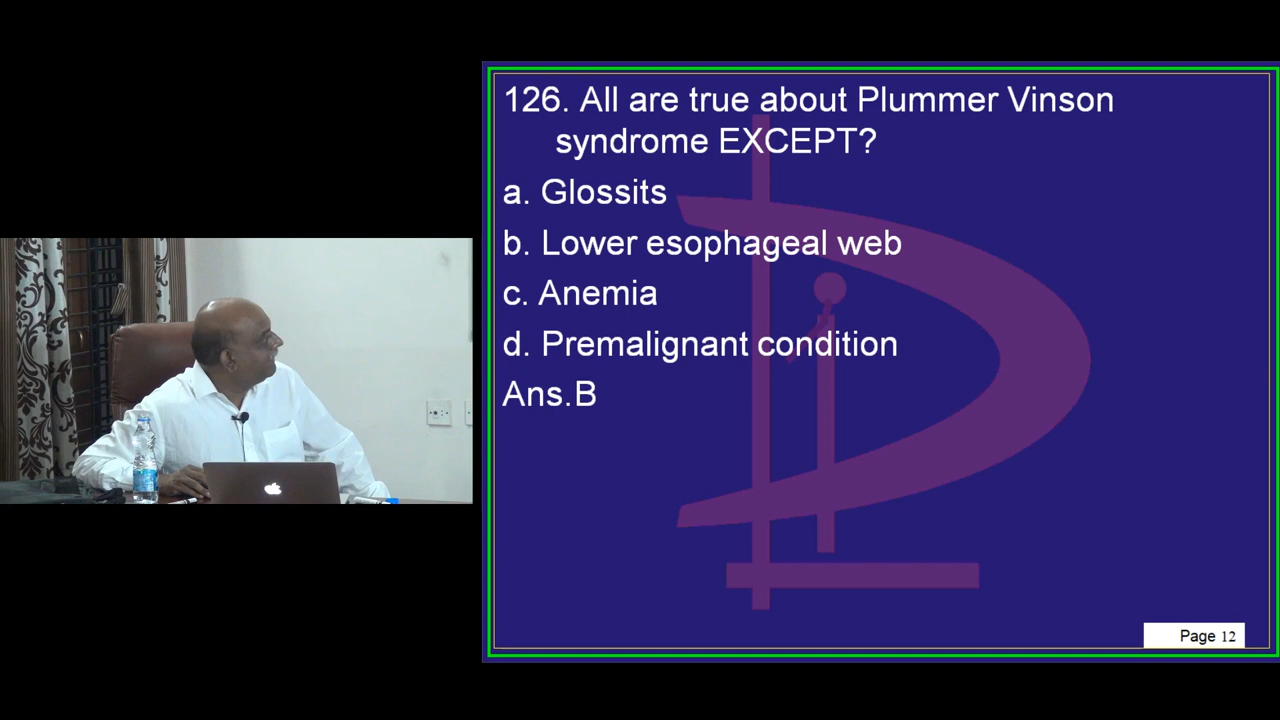 126. All are true about Plummer Vinson
syndrome EXCEPT?
a. Glossits
b. Lower esophageal web
c. Anemia
d. Premalignant condition
Ans.B
Page 12